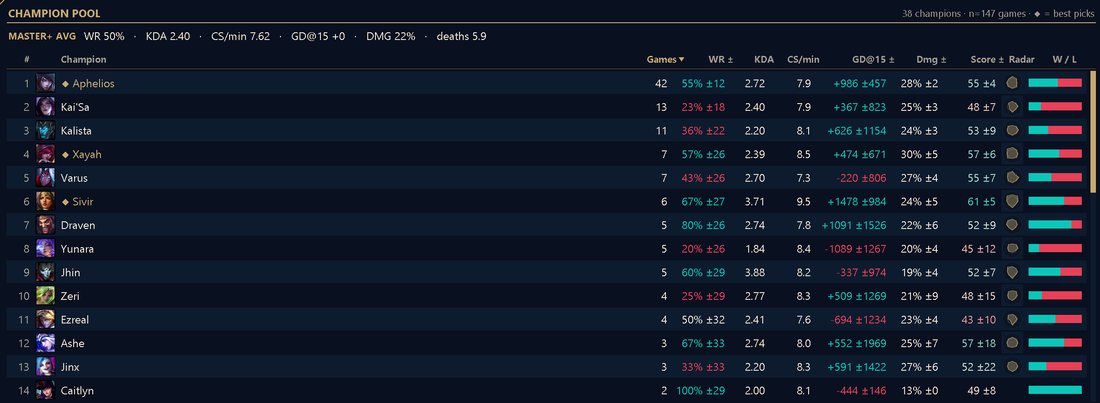 CHAMPION POOL 38 champions · n=147 games · ◆ = best picks
MASTER+ AVG WR 50% · KDA 2.40 · CS/min 7.62 · GD@15 +0 · DMG 22% · deaths 5.9
# Champion Games▼ WR ± KDA CS/min GD@15 ± Dmg ± Score ± Radar W / L
1 ◆ Aphelios 42 55% ±12 2.72 7.9 +986 ±457 28% ±2 55 ±4
2 Kai'Sa 13 23% ±18 2.40 7.9 +367 ±823 25% ±3 48 ±7
3 Kalista 11 36% ±22 2.20 8.1 +626 ±1154 24% ±3 53 ±9
4 ◆ Xayah 7 57% ±26 2.39 8.5 +474 ±671 30% ±5 57 ±6
5 Varus 7 43% ±26 2.70 7.3 -220 ±806 27% ±4 55 ±7
6 ◆ Sivir 6 67% ±27 3.71 9.5 +1478 ±984 24% ±5 61 ±5
7 Draven 5 80% ±26 2.74 7.8 +1091 ±1526 22% ±6 52 ±9
8 Yunara 5 20% ±26 1.84 8.4 -1089 ±1267 20% ±4 45 ±12
9 Jhin 5 60% ±29 3.88 8.2 -337 ±974 19% ±4 52 ±7
10 Zeri 4 25% ±29 2.77 8.3 +509 ±1269 21% ±9 48 ±15
11 Ezreal 4 50% ±32 2.41 7.6 -694 ±1234 23% ±4 43 ±10
12 Ashe 3 67% ±33 2.74 8.0 +552 ±1969 25% ±7 57 ±18
13 Jinx 3 33% ±33 2.20 8.3 +591 ±1422 27% ±6 52 ±22
14 Caitlyn 2 100% ±29 2.00 8.1 -444 ±146 13% ±0 49 ±8